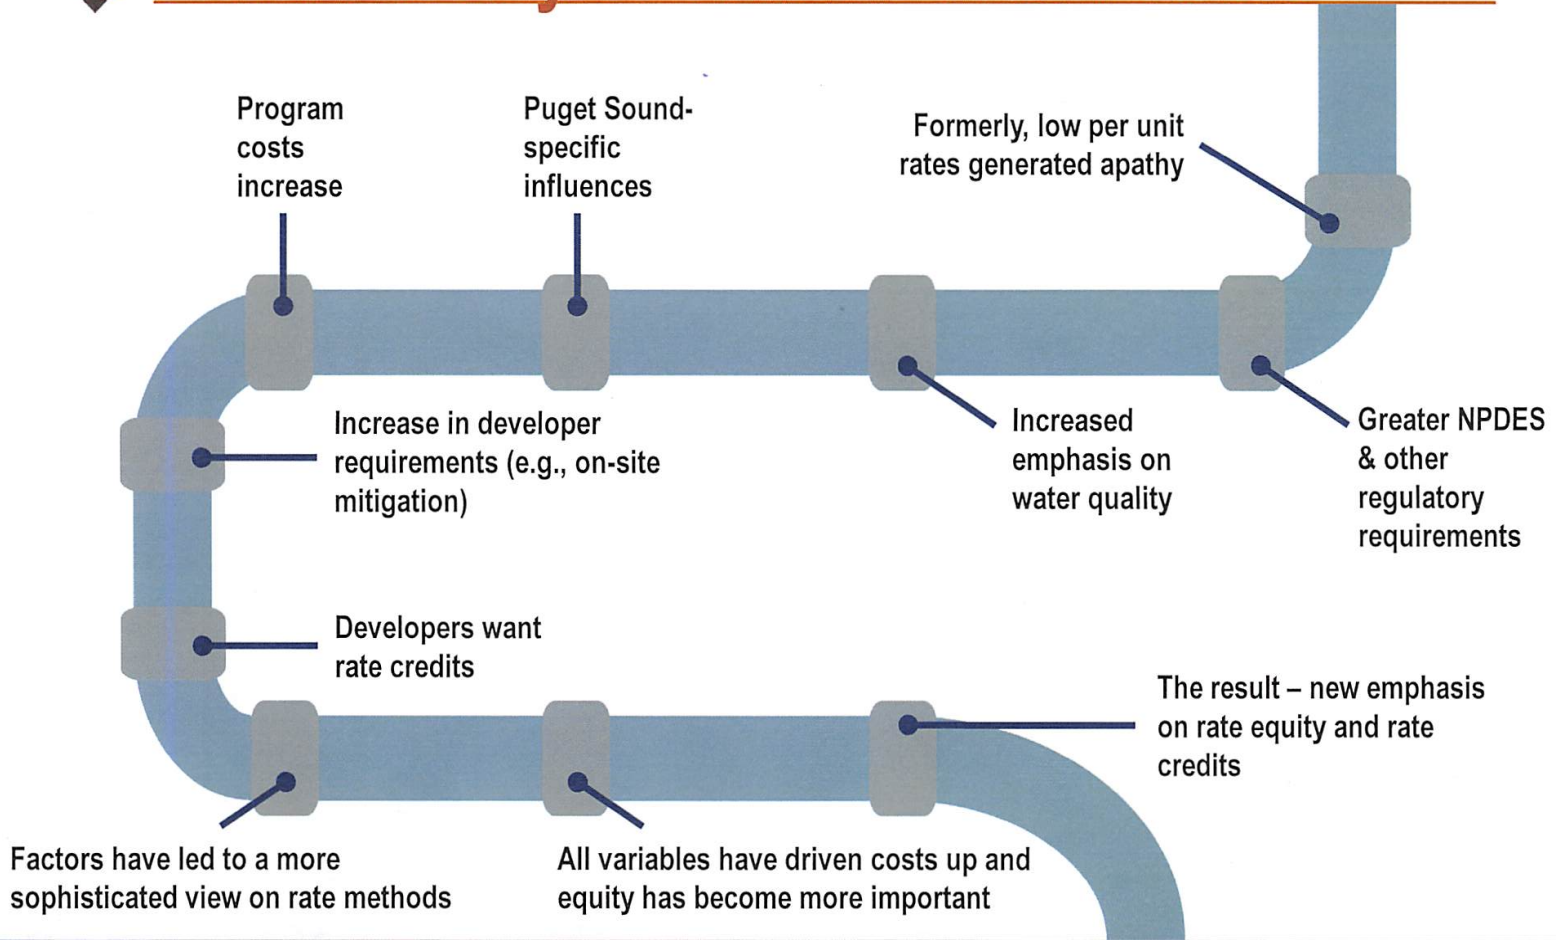 Program
costs
increase
Puget Sound-
specific
influences
Formerly, low per unit
rates generated apathy
Increase in developer
requirements (e.g., on-site
mitigation)
Increased
emphasis on
water quality
Greater NPDES
& other
regulatory
requirements
Developers want
rate credits
The result – new emphasis
on rate equity and rate
credits
Factors have led to a more
sophisticated view on rate methods
All variables have driven costs up and
equity has become more important